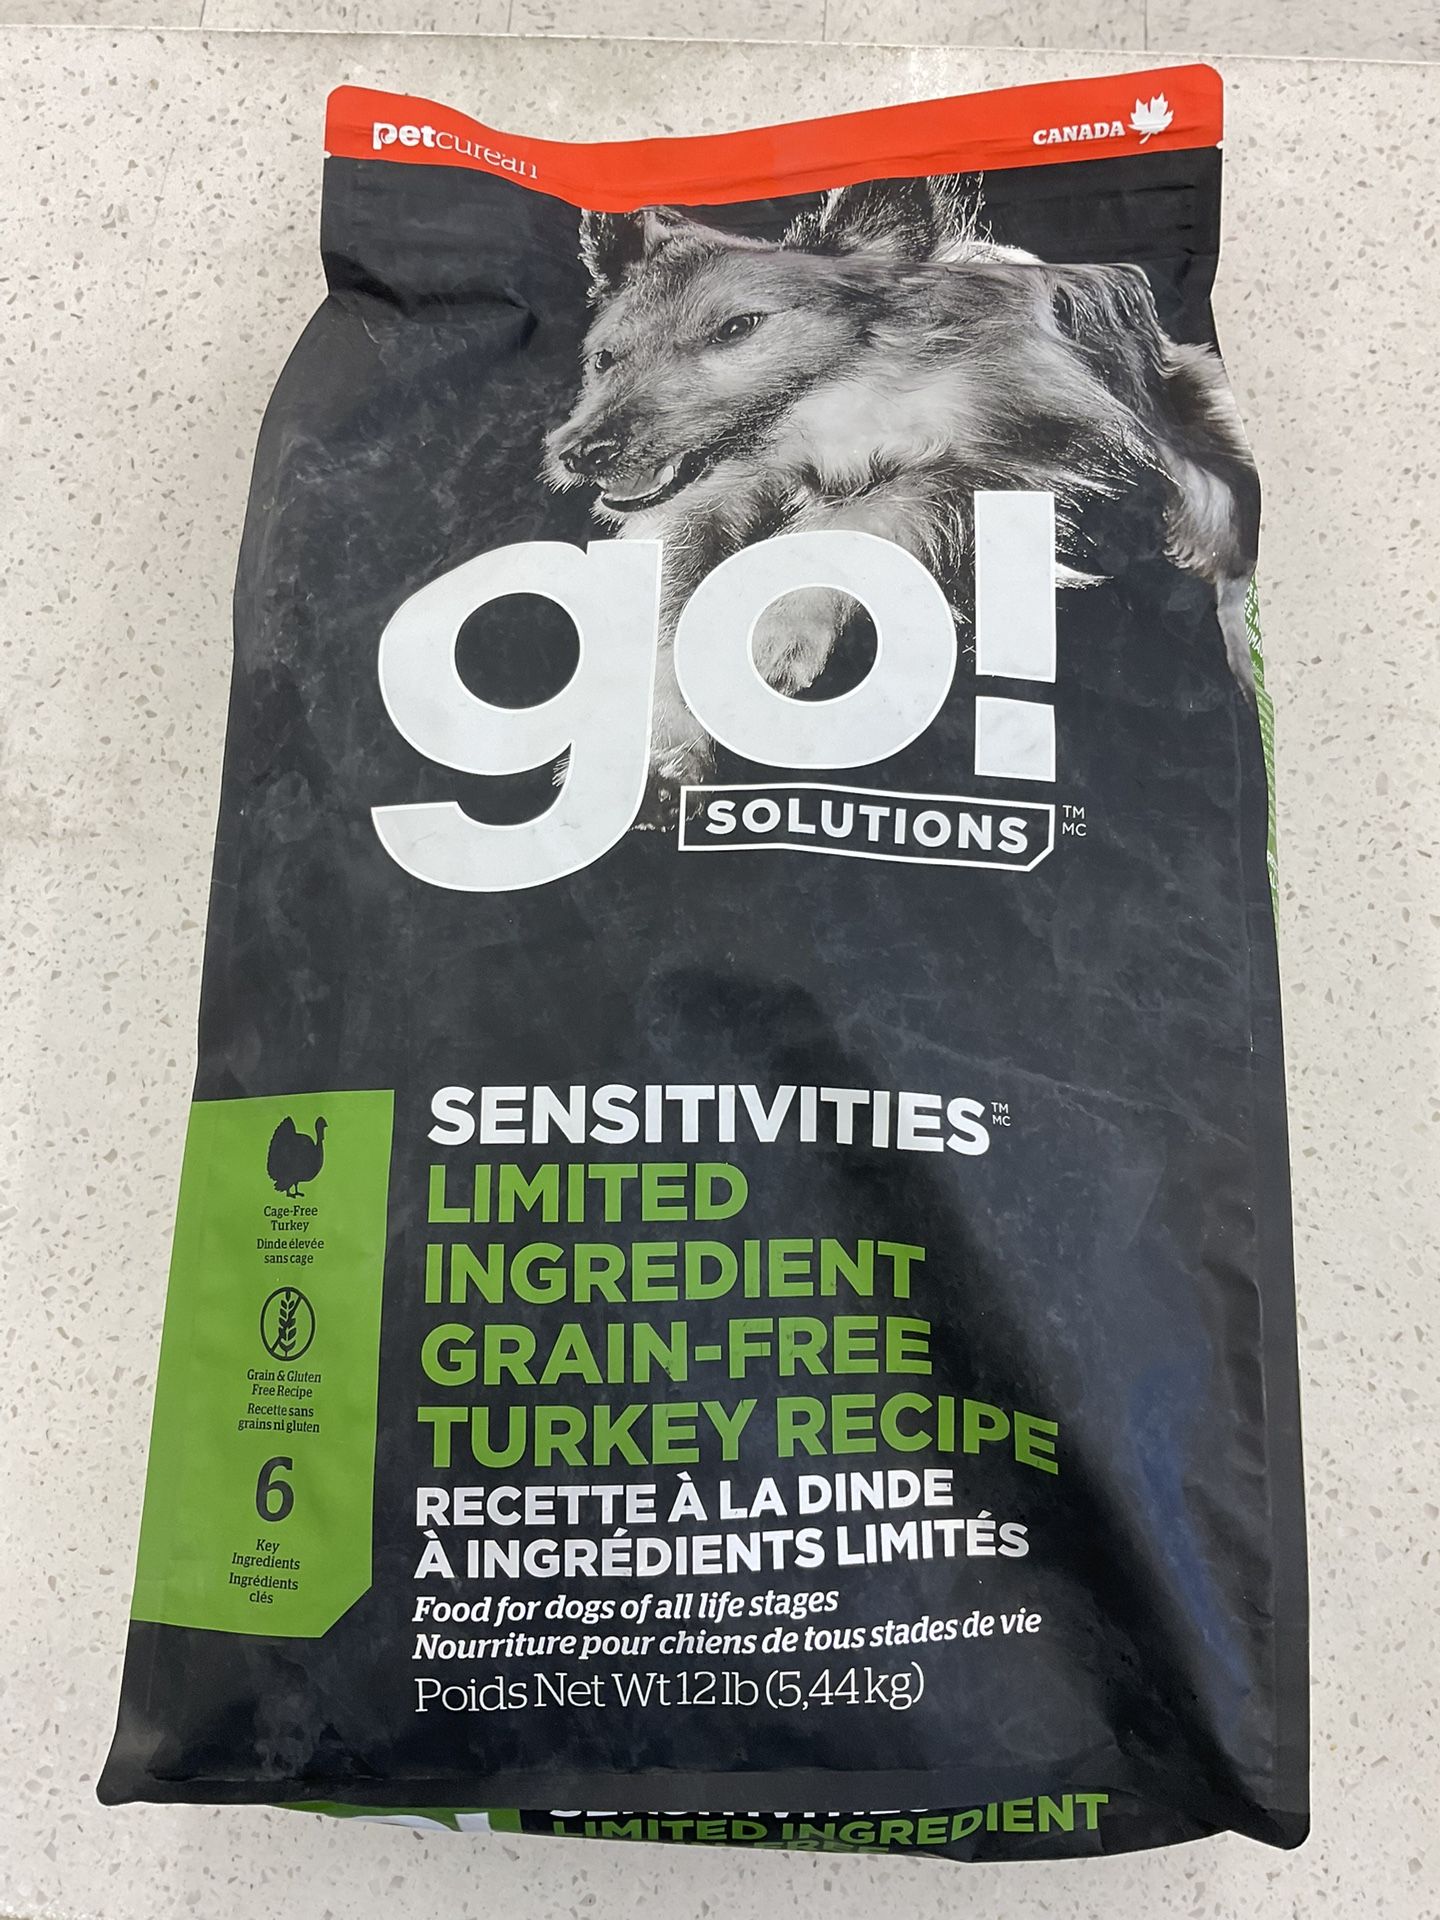 petcurean
CANADA
go!
SOLUTIONS
TM
MC
SENSITIVITIES
TM
MC
LIMITED
INGREDIENT
GRAIN-FREE
TURKEY RECIPE
RECETTE À LA DINDE
À INGRÉDIENTS LIMITÉS
Food for dogs of all life stages
Nourriture pour chiens de tous stades de vie
Poids Net Wt 12 lb (5,44 kg)
Cage-Free
Turkey
Dinde élevée
sans cage
Grain & Gluten
Free Recipe
Recette sans
grains ni gluten
6
Key
Ingredients
Ingrédients
clés
LIMITED INGREDIENT